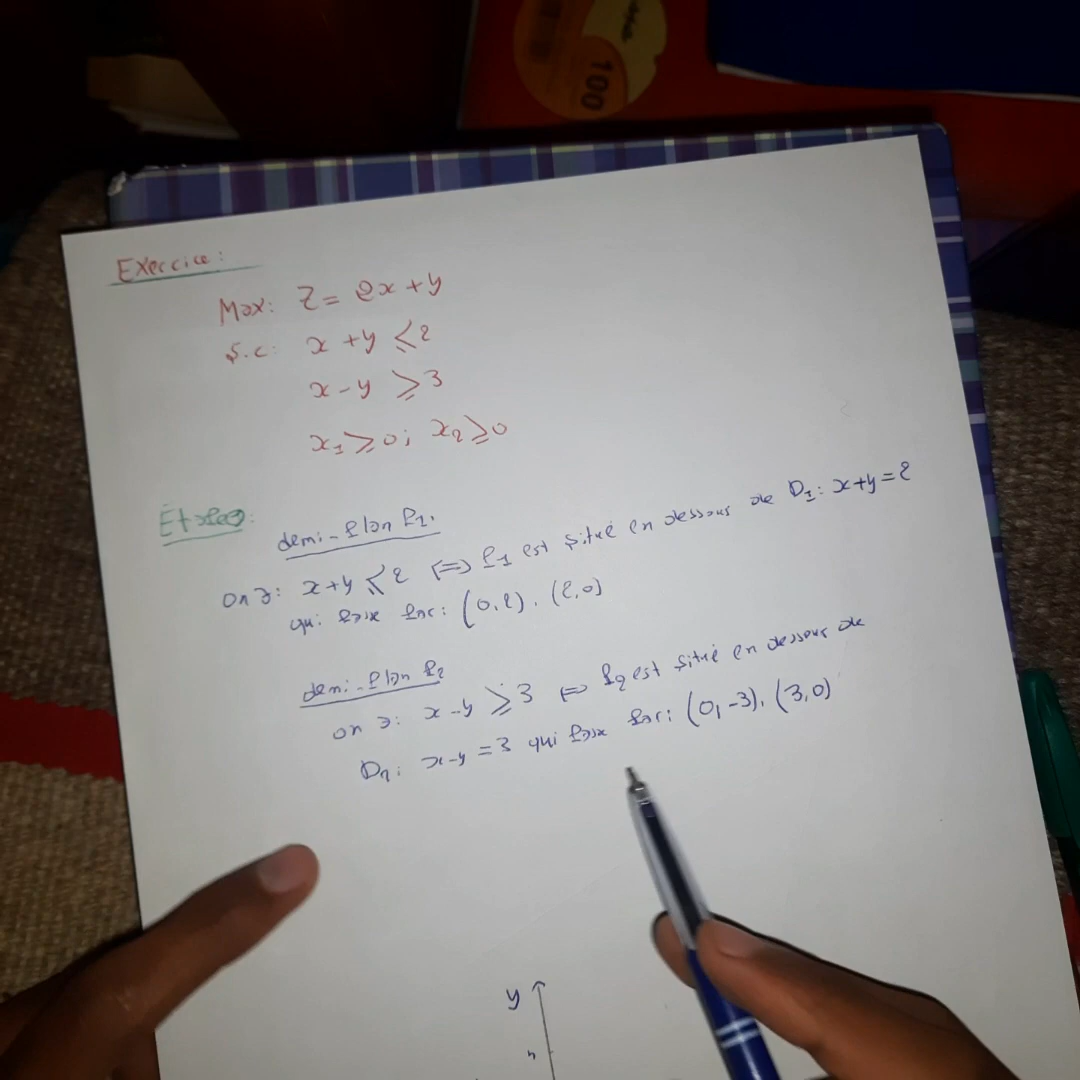 100
Exercice:
Max: Z = 2x + y
S.c: x + y ≤ 2
x - y ≥ 3
x₁ ≥ 0; x₂ ≥ 0
demi-plan P₁.
on a: x+y ≤ 2 ⟺ P₁ est situé en dessous de D₁: x+y=2
qui passe par: (0,2). (2,0)
demi-plan P₂
on a: x-y ≥ 3 ⟺ P₂ est situé en dessous de
D₂: x-y = 3 qui passe par: (0,-3). (3,0)
y
4